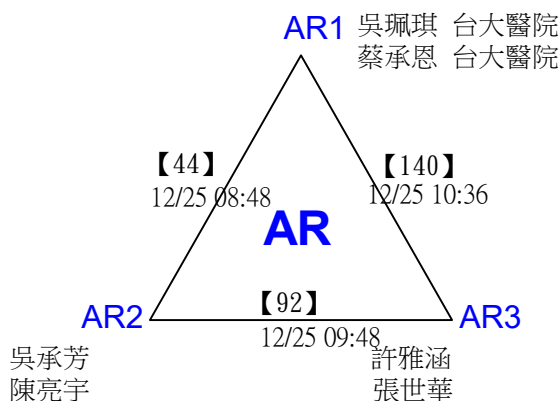 AR1 吳珮琪 台大醫院
蔡承恩 台大醫院
【44】
12/25 08:48
【140】
12/25 10:36
AR
【92】
12/25 09:48
AR2
AR3
吳承芳
陳亮宇
許雅涵
張世華